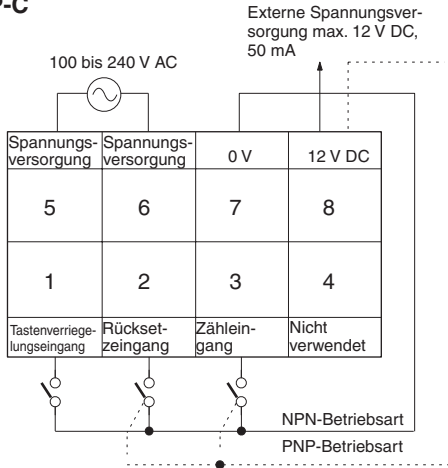 P-C
Externe Spannungsver-
sorgung max. 12 V DC,
50 mA
100 bis 240 V AC
Spannungs-
versorgung
Spannungs-
versorgung
0 V
12 V DC
5
6
7
8
1
2
3
4
Tastenverriege-
lungseingang
Rückset-
zeingang
Zählein-
gang
Nicht
verwendet
NPN-Betriebsart
PNP-Betriebsart